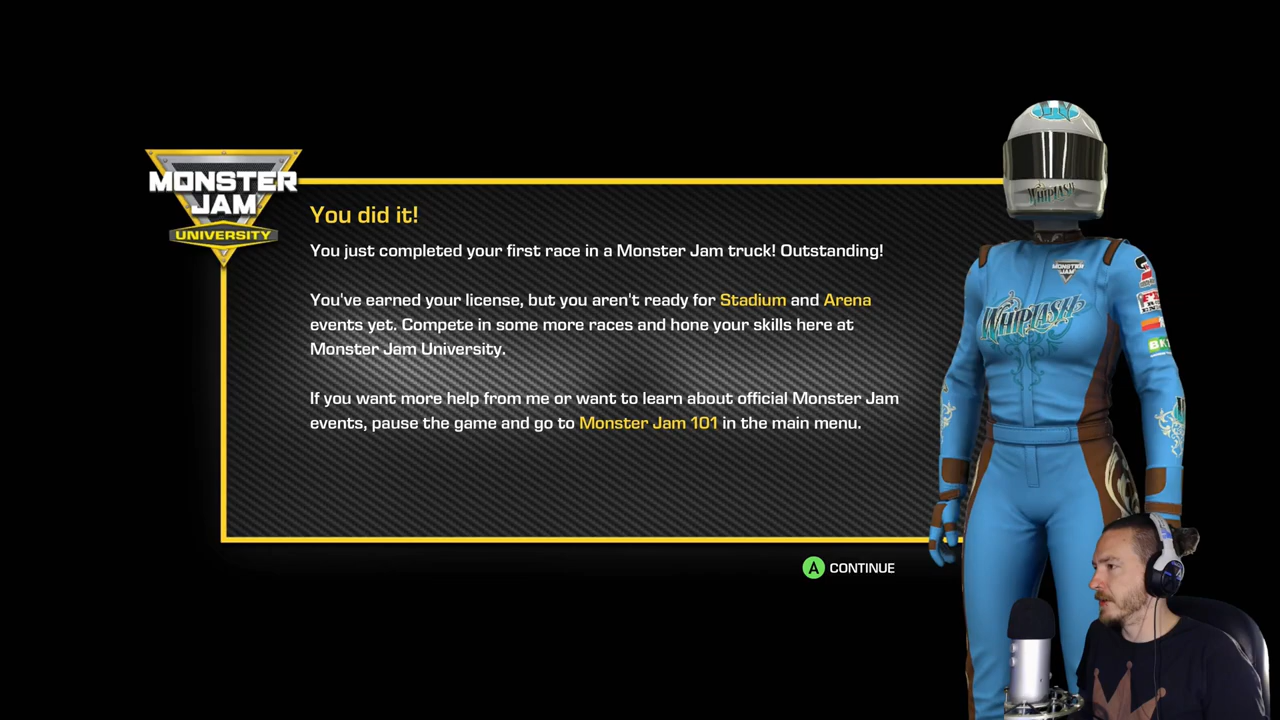 MONSTER
JAM
UNIVERSITY
You did it!
You just completed your first race in a Monster Jam truck! Outstanding!
You've earned your license, but you aren't ready for Stadium and Arena
events yet. Compete in some more races and hone your skills here at
Monster Jam University.
If you want more help from me or want to learn about official Monster Jam
events, pause the game and go to Monster Jam 101 in the main menu.
A CONTINUE
WHIPLASH
MONSTER
JAM
WHIPLASH